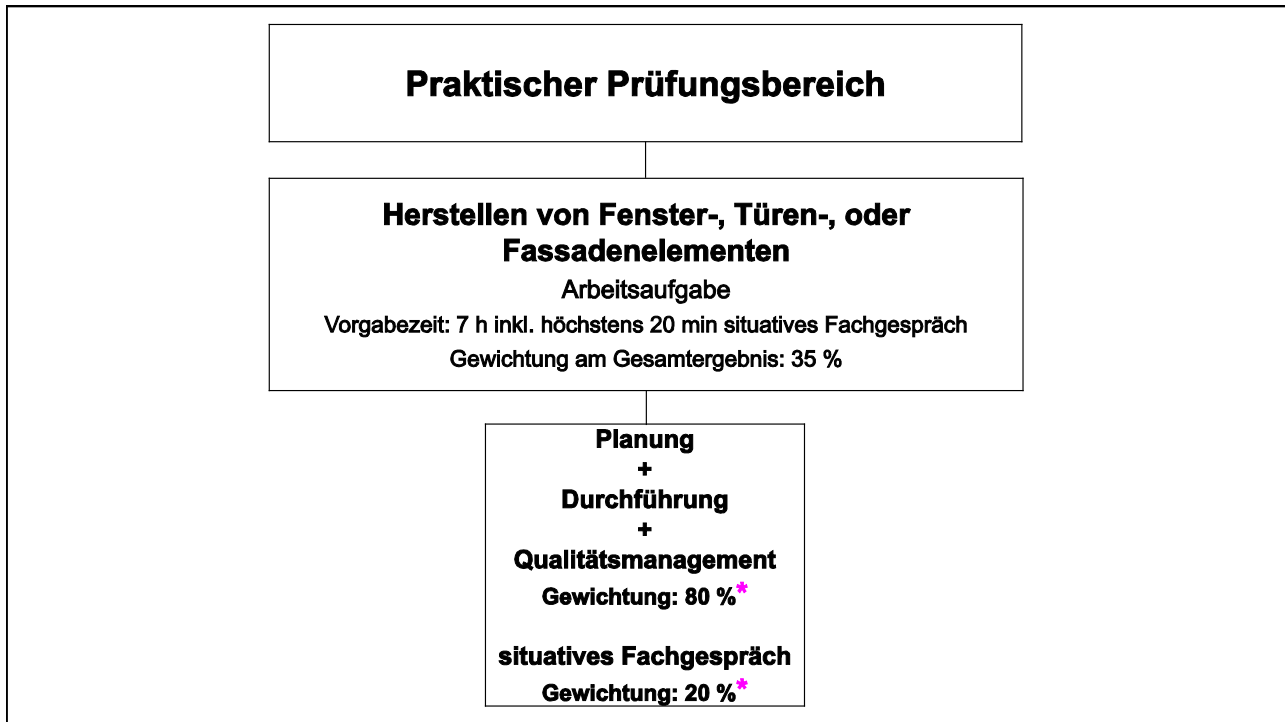 Praktischer Prüfungsbereich
Herstellen von Fenster-, Türen-, oder
Fassadenelementen
Arbeitsaufgabe
Vorgabezeit: 7 h inkl. höchstens 20 min situatives Fachgespräch
Gewichtung am Gesamtergebnis: 35 %
Planung
+
Durchführung
+
Qualitätsmanagement
Gewichtung: 80 %*
situatives Fachgespräch
Gewichtung: 20 %*